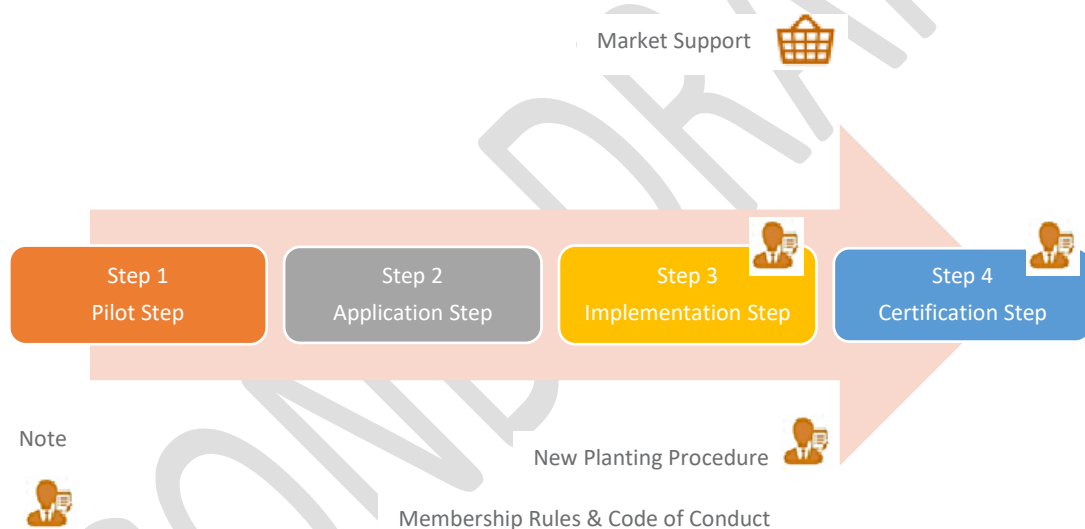 Market Support
Step 1
Pilot Step
Step 2
Application Step
Step 3
Implementation Step
Step 4
Certification Step
Note
New Planting Procedure
Membership Rules & Code of Conduct